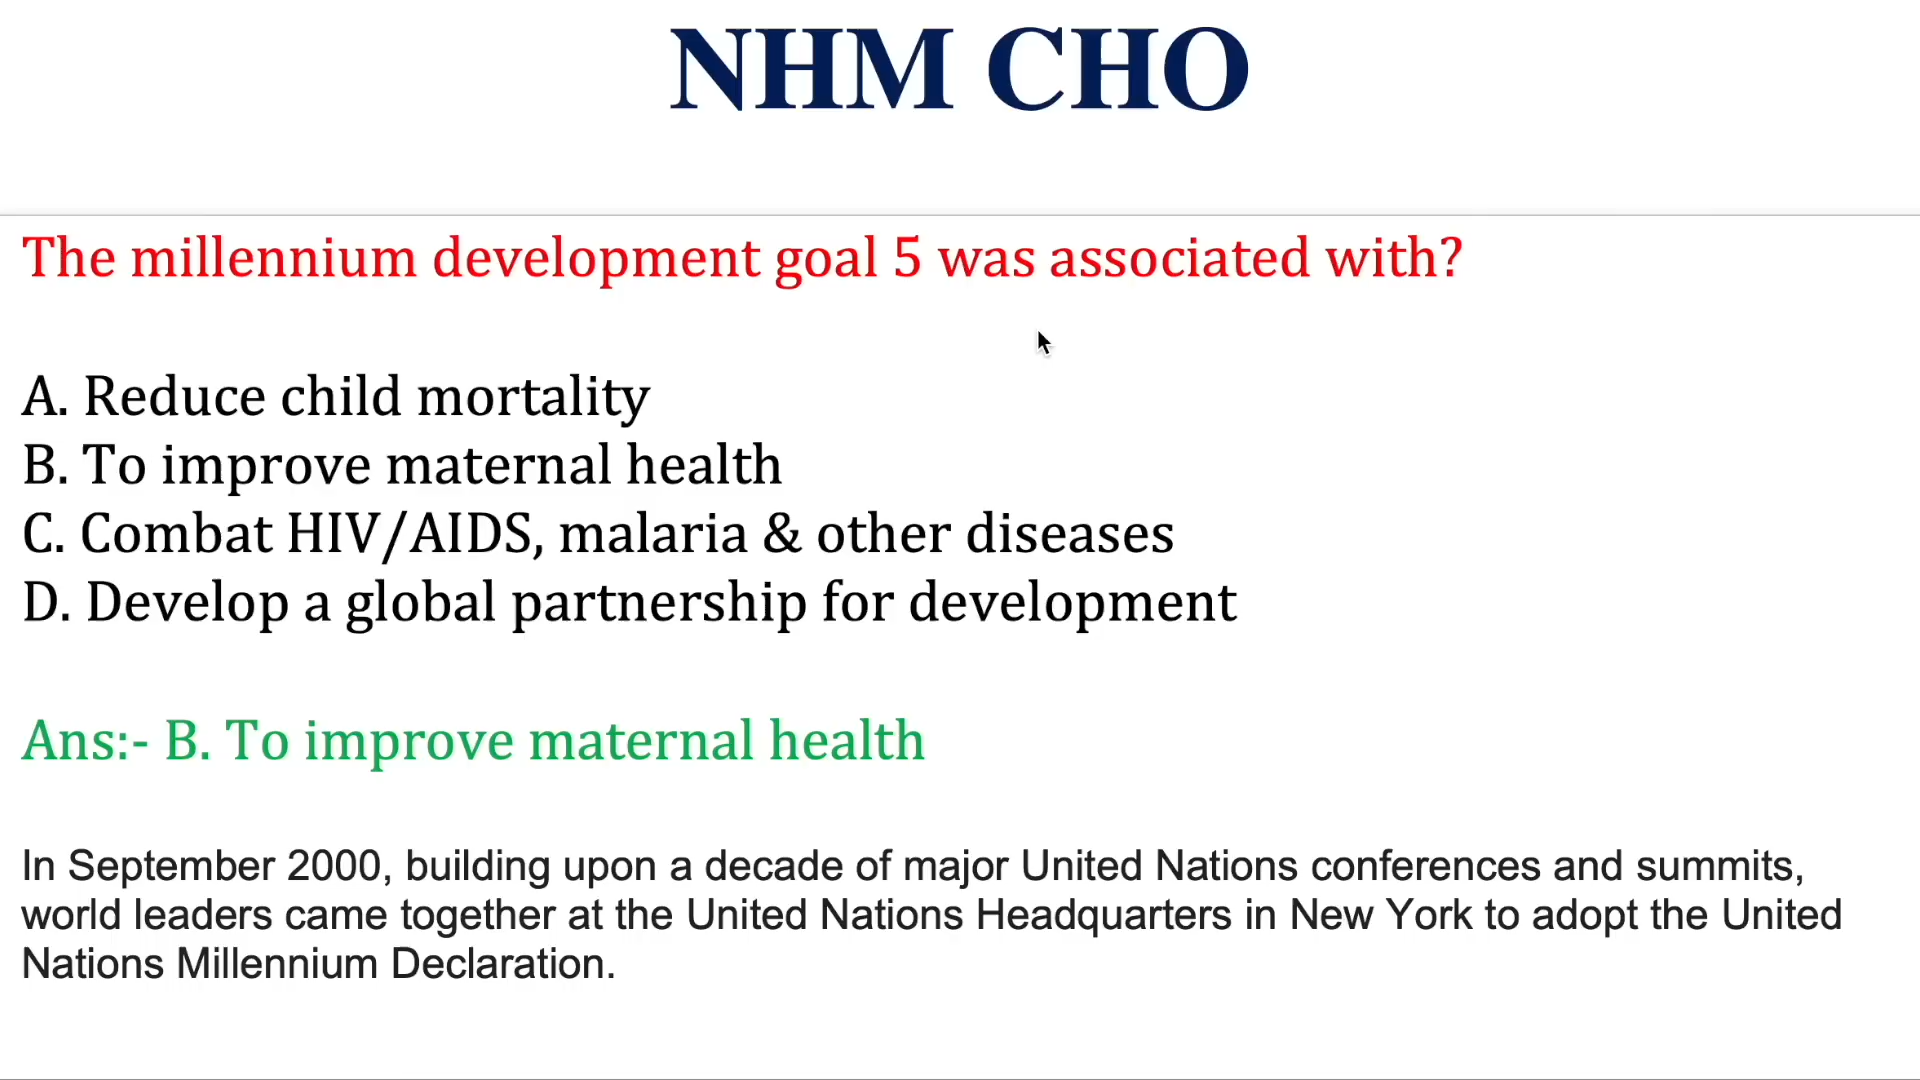 NHM CHO
The millennium development goal 5 was associated with?
A. Reduce child mortality
B. To improve maternal health
C. Combat HIV/AIDS, malaria & other diseases
D. Develop a global partnership for development
Ans:- B. To improve maternal health
In September 2000, building upon a decade of major United Nations conferences and summits,
world leaders came together at the United Nations Headquarters in New York to adopt the United
Nations Millennium Declaration.